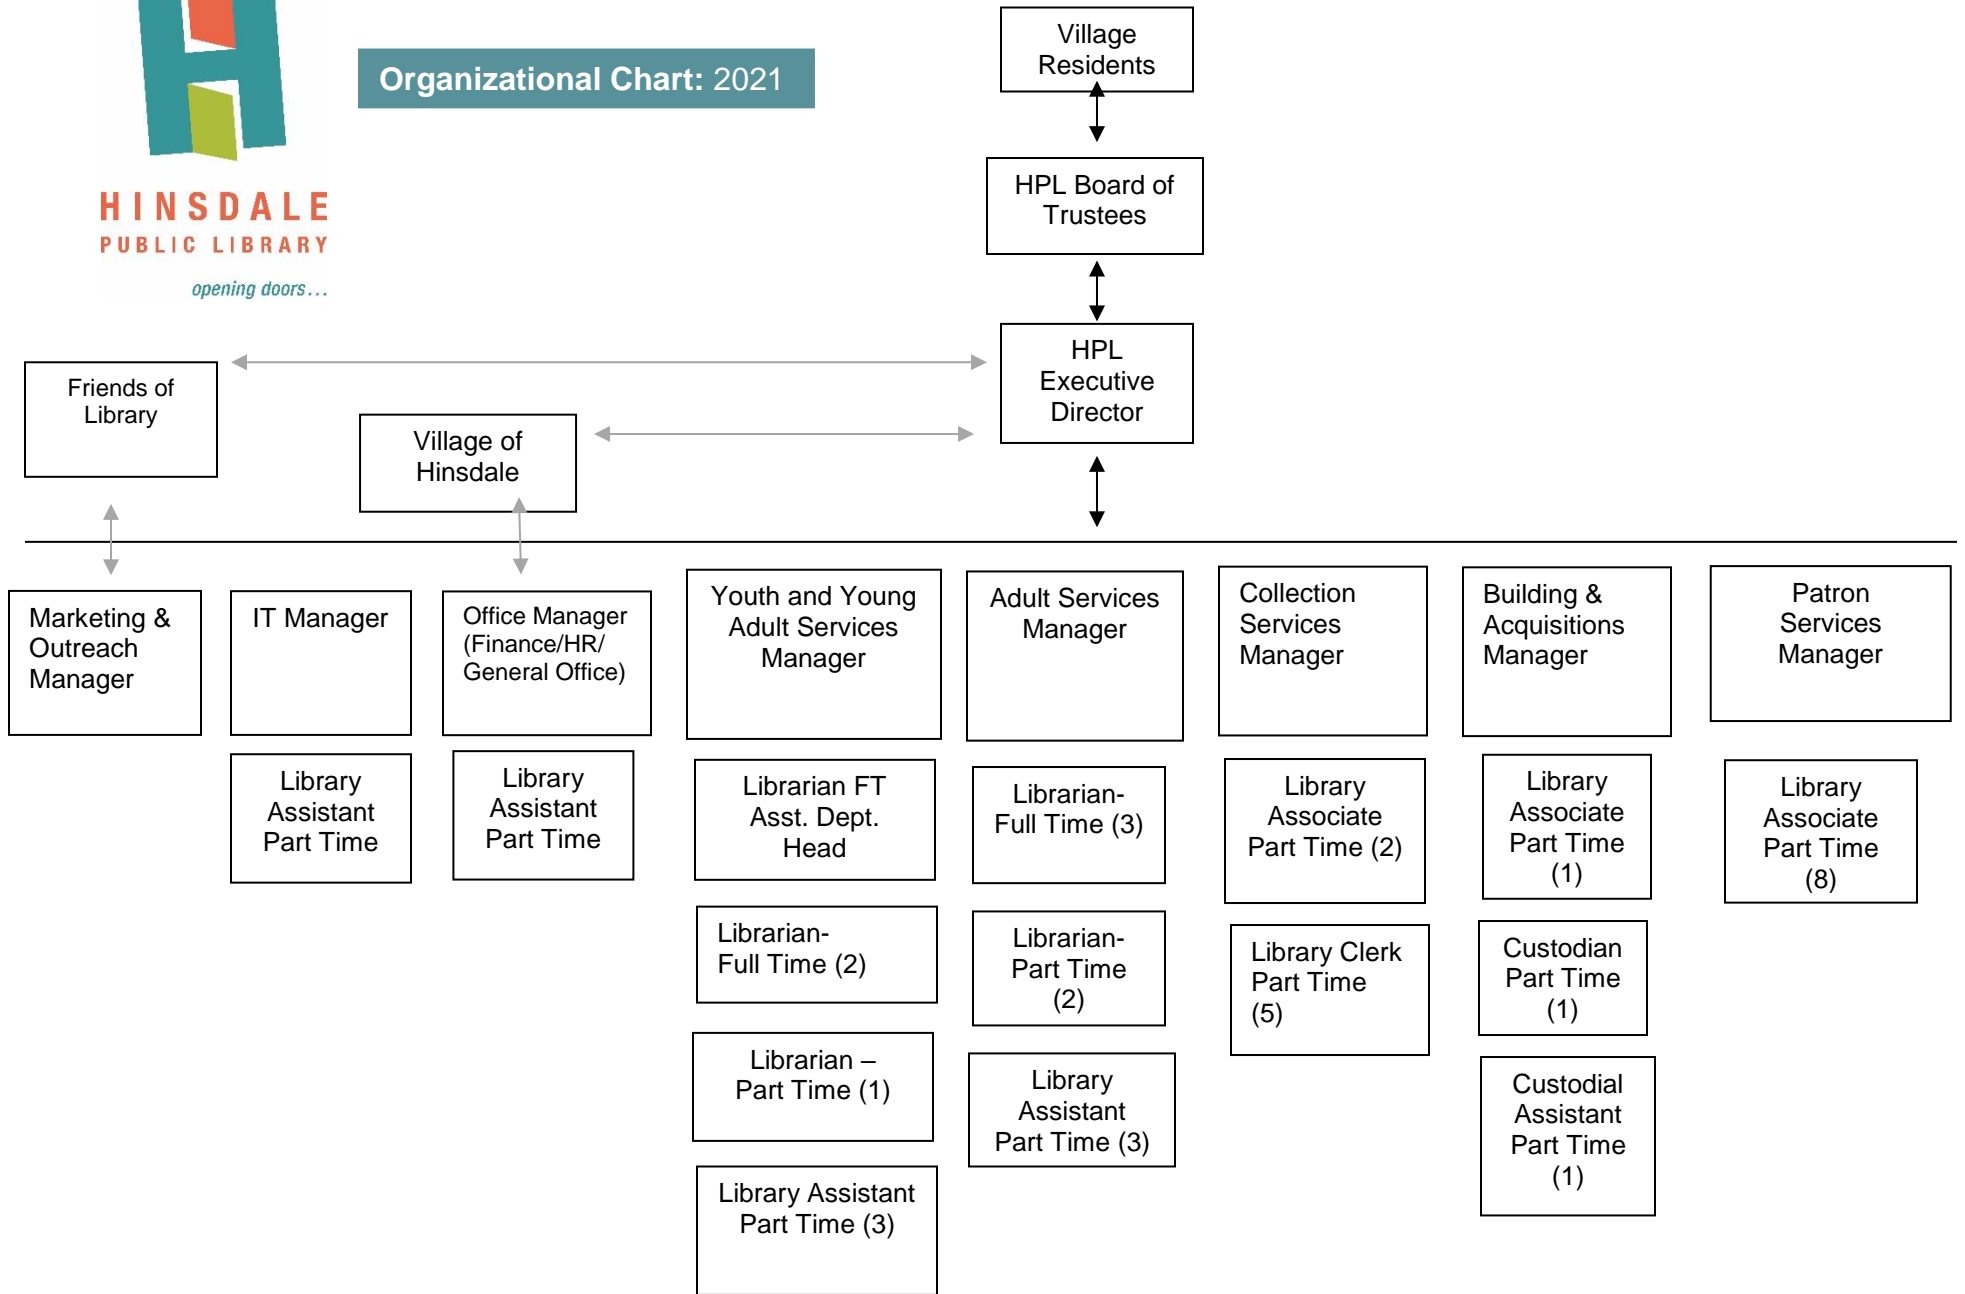 Organizational Chart: 2021
HINSDALE
PUBLIC LIBRARY
opening doors...
Village
Residents
HPL Board of
Trustees
HPL
Executive
Director
Friends of
Library
Village of
Hinsdale
Marketing &
Outreach
Manager
IT Manager
Office Manager
(Finance/HR/
General Office)
Youth and Young
Adult Services
Manager
Adult Services
Manager
Collection
Services
Manager
Building &
Acquisitions
Manager
Patron
Services
Manager
Library
Assistant
Part Time
Library
Assistant
Part Time
Librarian FT
Asst. Dept.
Head
Librarian-
Full Time (3)
Library
Associate
Part Time (2)
Library
Associate
Part Time
(1)
Library
Associate
Part Time
(8)
Librarian-
Full Time (2)
Librarian-
Part Time
(2)
Library Clerk
Part Time
(5)
Custodian
Part Time
(1)
Librarian –
Part Time (1)
Library
Assistant
Part Time (3)
Custodial
Assistant
Part Time
(1)
Library Assistant
Part Time (3)